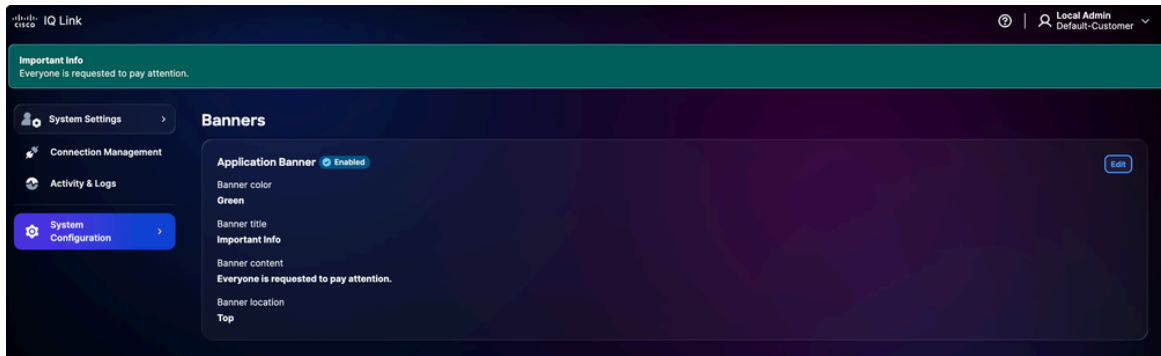 cisco IQ Link
Local Admin
Default-Customer
Important Info
Everyone is requested to pay attention.
System Settings
Connection Management
Activity & Logs
System
Configuration
Banners
Application Banner Enabled
Edit
Banner color
Green
Banner title
Important Info
Banner content
Everyone is requested to pay attention.
Banner location
Top